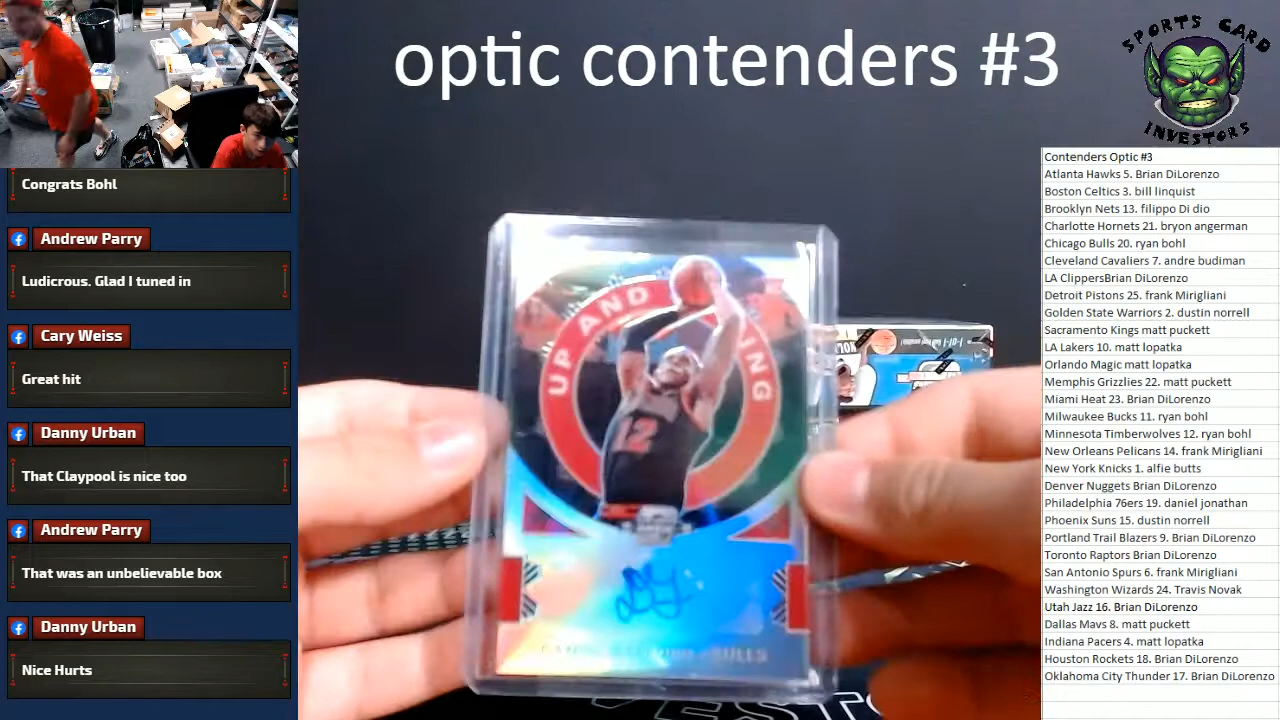 optic contenders #3
SPORTS CARD
INVESTORS
Congrats Bohl
Andrew Parry
Ludicrous. Glad I tuned in
Cary Weiss
Great hit
Danny Urban
That Claypool is nice too
Andrew Parry
That was an unbelievable box
Danny Urban
Nice Hurts
UP AND
12
BULLS
Contenders Optic #3
Atlanta Hawks 5. Brian DiLorenzo
Boston Celtics 3. bill linquist
Brooklyn Nets 13. filippo Di dio
Charlotte Hornets 21. bryon angerman
Chicago Bulls 20. ryan bohl
Cleveland Cavaliers 7. andre budiman
LA ClippersBrian DiLorenzo
Detroit Pistons 25. frank Mirigliani
Golden State Warriors 2. dustin norrell
Sacramento Kings matt puckett
LA Lakers 10. matt lopatka
Orlando Magic matt lopatka
Memphis Grizzlies 22. matt puckett
Miami Heat 23. Brian DiLorenzo
Milwaukee Bucks 11. ryan bohl
Minnesota Timberwolves 12. ryan bohl
New Orleans Pelicans 14. frank Mirigliani
New York Knicks 1. alfie butts
Denver Nuggets Brian DiLorenzo
Philadelphia 76ers 19. daniel jonathan
Phoenix Suns 15. dustin norrell
Portland Trail Blazers 9. Brian DiLorenzo
Toronto Raptors Brian DiLorenzo
San Antonio Spurs 6. frank Mirigliani
Washington Wizards 24. Travis Novak
Utah Jazz 16. Brian DiLorenzo
Dallas Mavs 8. matt puckett
Indiana Pacers 4. matt lopatka
Houston Rockets 18. Brian DiLorenzo
Oklahoma City Thunder 17. Brian DiLorenzo